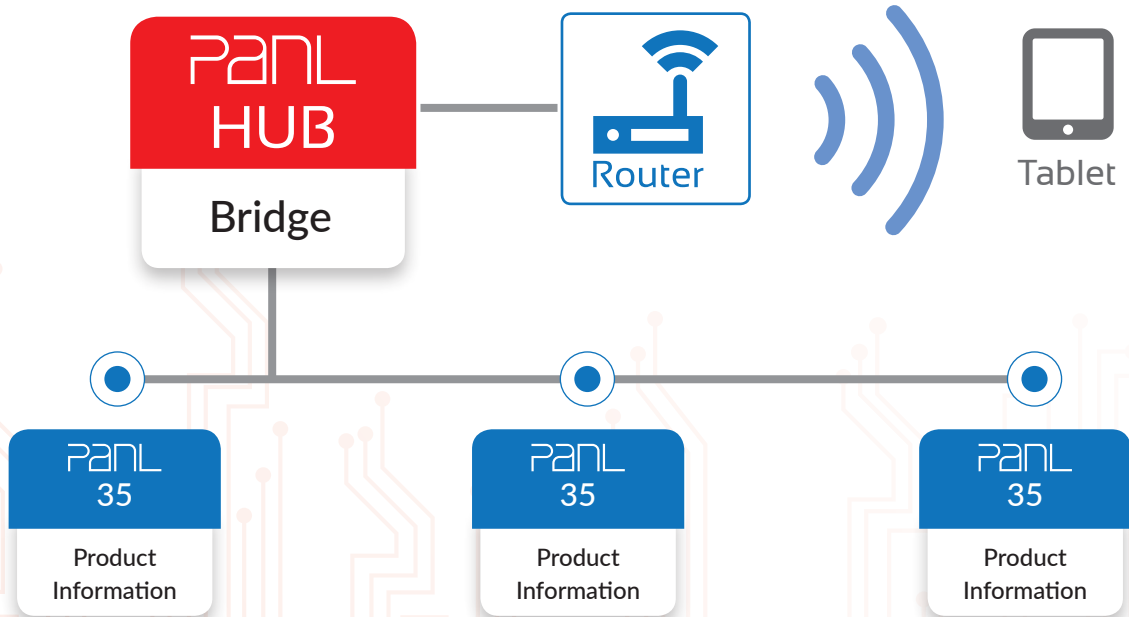 PanL
HUB
Bridge
Router
Tablet
PanL
35
Product
Information
PanL
35
Product
Information
PanL
35
Product
Information